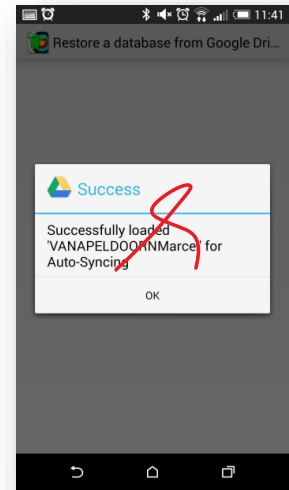 11:41
Restore a database from Google Dri...
Success
Successfully loaded
'VANAPELDOORNMarcel' for
Auto-Syncing
OK